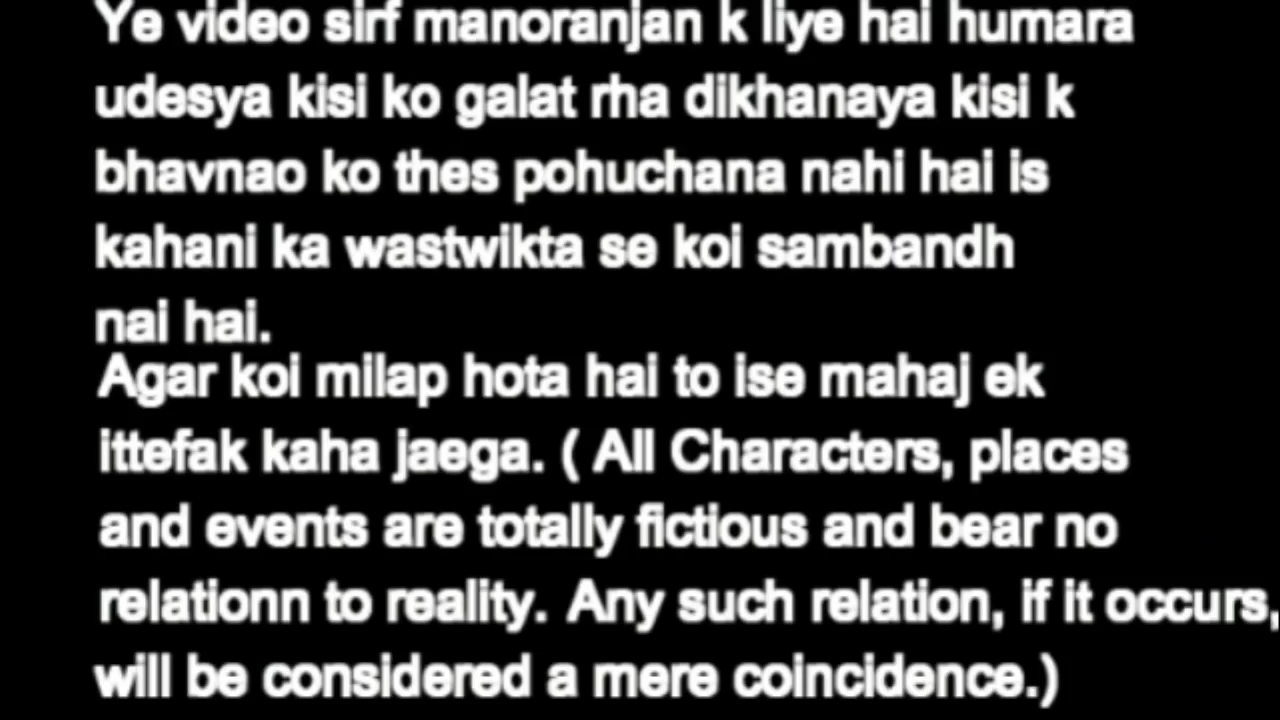 Ye video sirf manoranjan k liye hai humara
udesya kisi ko galat rha dikhanaya kisi k
bhavnao ko thes pohuchana nahi hai is
kahani ka wastwikta se koi sambandh
nai hai.
Agar koi milap hota hai to ise mahaj ek
ittefak kaha jaega. ( All Characters, places
and events are totally fictious and bear no
relationn to reality. Any such relation, if it occurs,
will be considered a mere coincidence.)